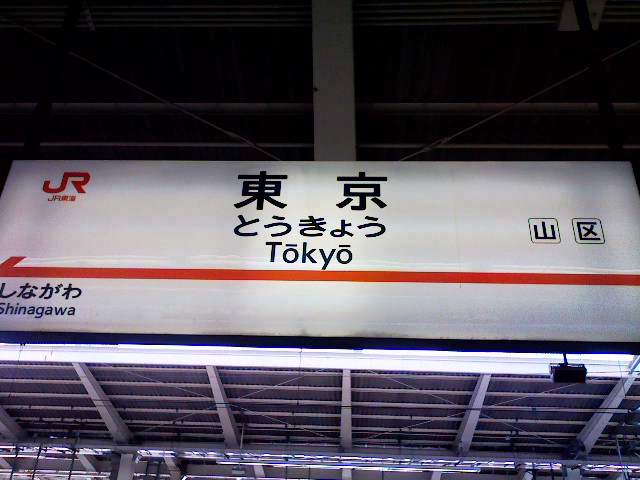 JR
JR東海
東京
とうきょう
Tōkyō
山 区
しながわ
Shinagawa